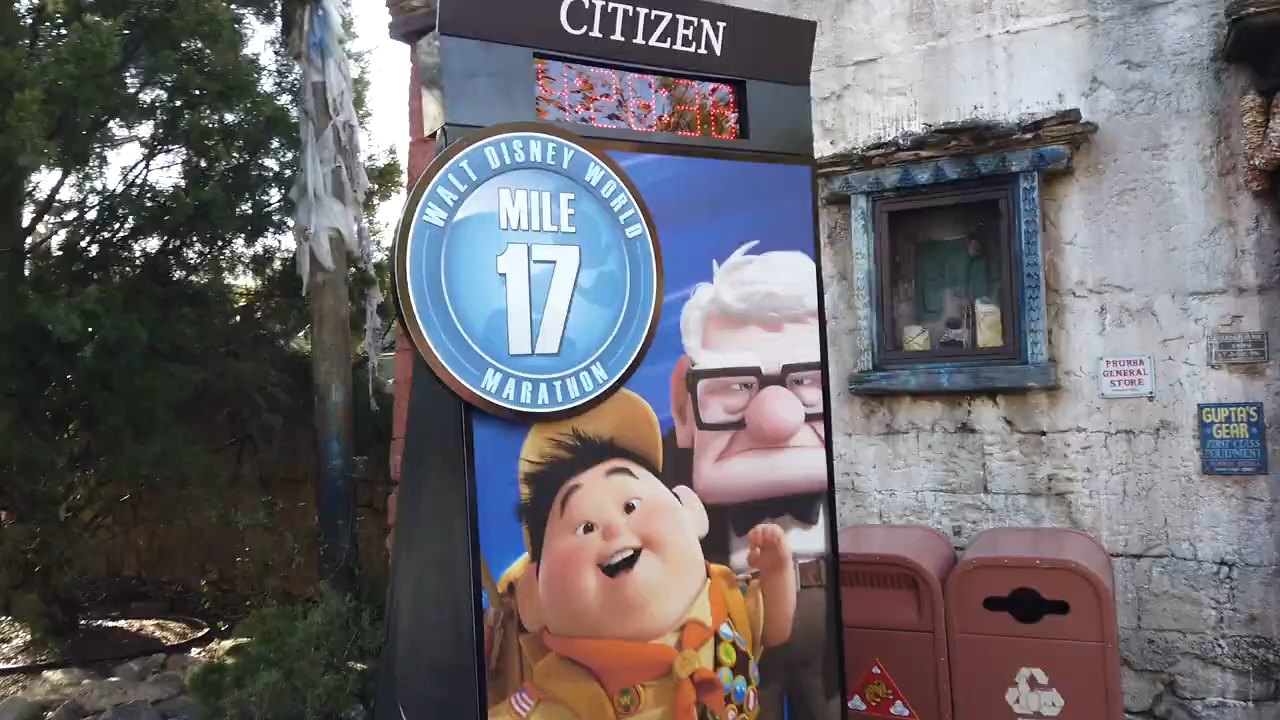 CITIZEN
WALT DISNEY WORLD
MILE
17
MARATHON
PHURBA
GENERAL
STORE
GUPTA'S
GEAR
FIRST CLASS
EQUIPMENT